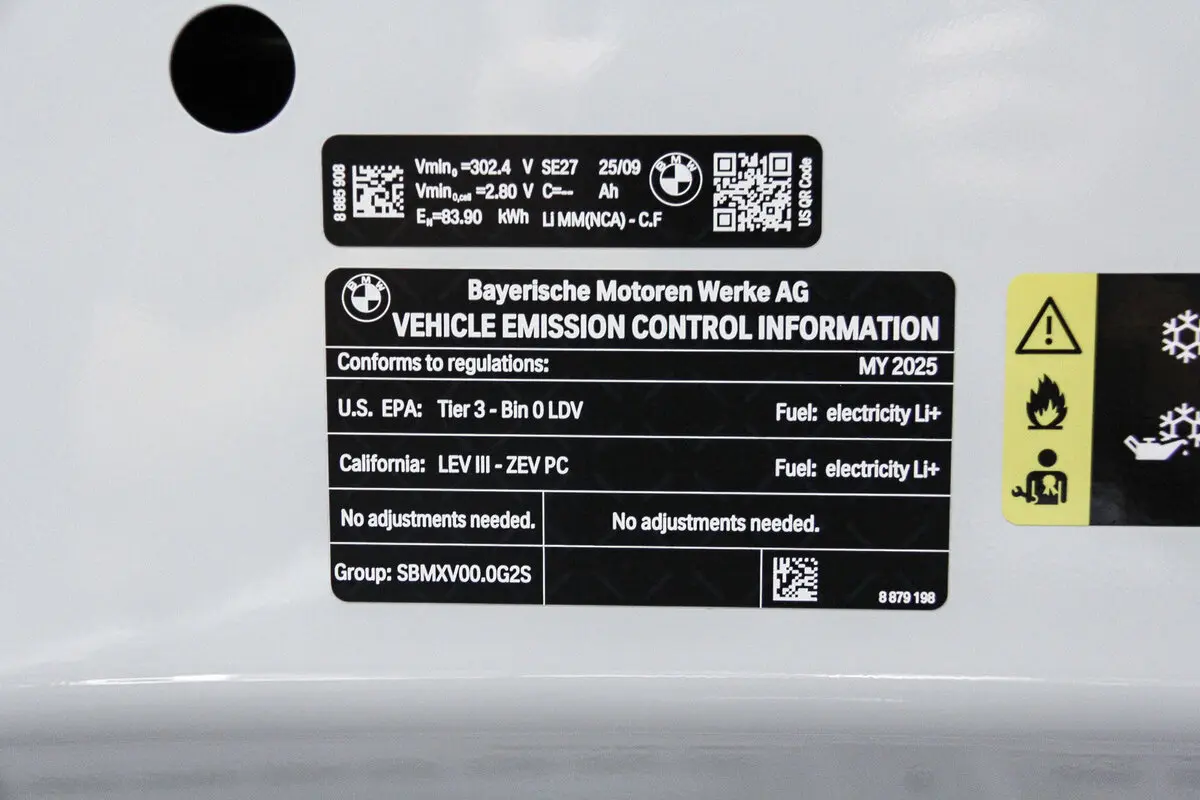 8 885 908
Vmin₀ =302.4 V SE27 25/09
Vmin₀,cell =2.80 V C=-- Ah
Eₙ=83.90 kWh Li MM(NCA) - C.F
BMW
US QR Code
BMW
Bayerische Motoren Werke AG
VEHICLE EMISSION CONTROL INFORMATION
Conforms to regulations: MY 2025
U.S. EPA: Tier 3 - Bin 0 LDV Fuel: electricity Li+
California: LEV III - ZEV PC Fuel: electricity Li+
No adjustments needed. No adjustments needed.
Group: SBMXV00.0G2S
8 879 198